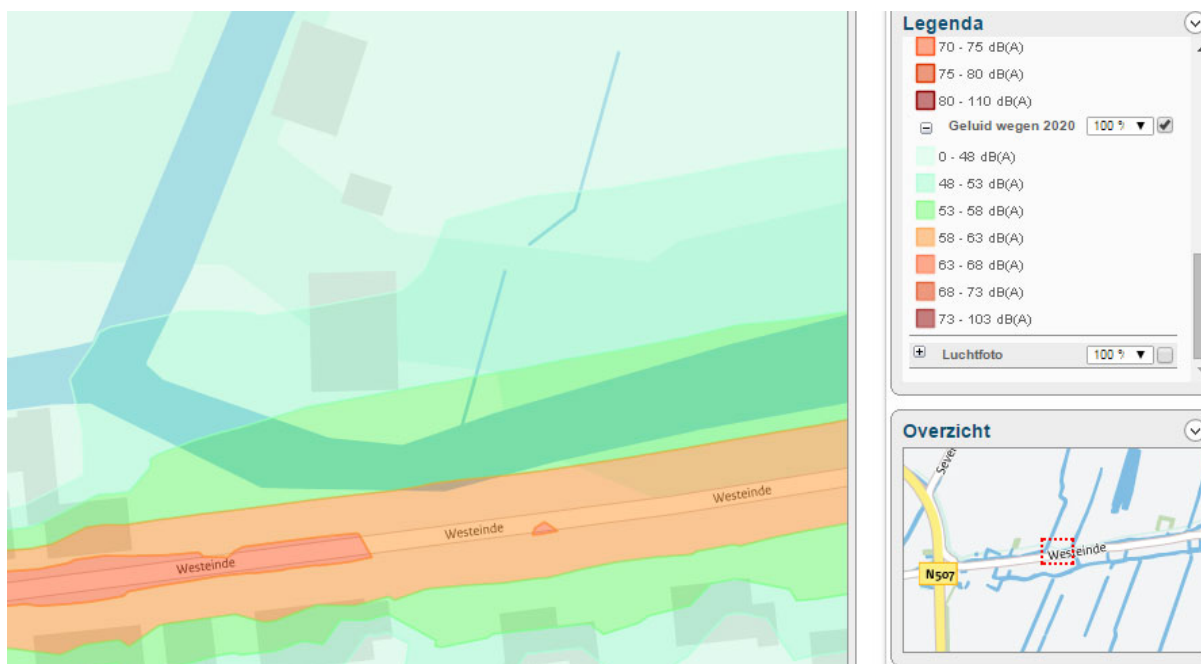 Westeinde
Westeinde
Westeinde
Legenda
70 - 75 dB(A)
75 - 80 dB(A)
80 - 110 dB(A)
Geluid wegen 2020 100 %
0 - 48 dB(A)
48 - 53 dB(A)
53 - 58 dB(A)
58 - 63 dB(A)
63 - 68 dB(A)
68 - 73 dB(A)
73 - 103 dB(A)
Luchtfoto 100 %
Overzicht
Sever
Westeinde
N507